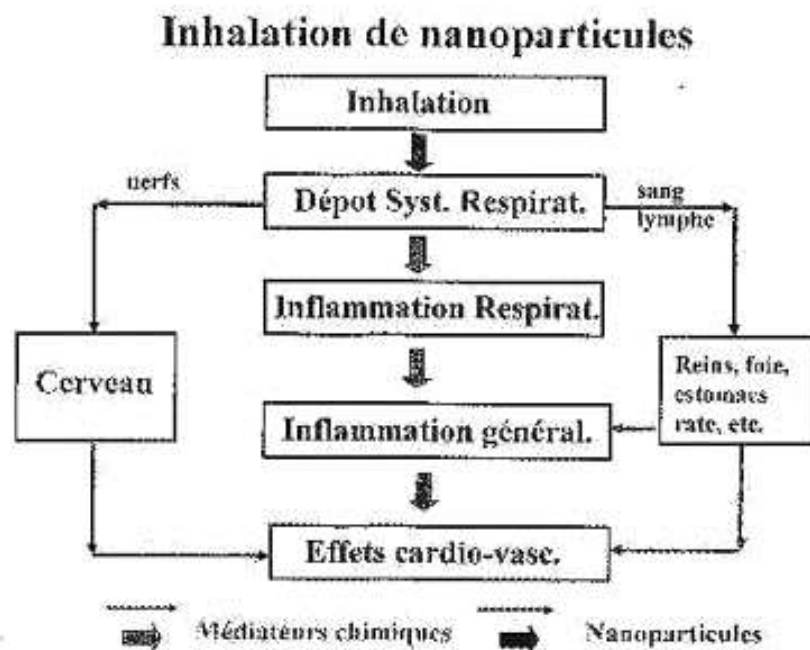 Inhalation de nanoparticules
Inhalation
nerfs
Dépot Syst. Respirat.
sang
lymphe
Inflammation Respirat.
Cerveau
Reins, foie,
estomacs
rate, etc.
Inflammation général.
Effets cardio-vasc.
Médiateurs chimiques
Nanoparticules